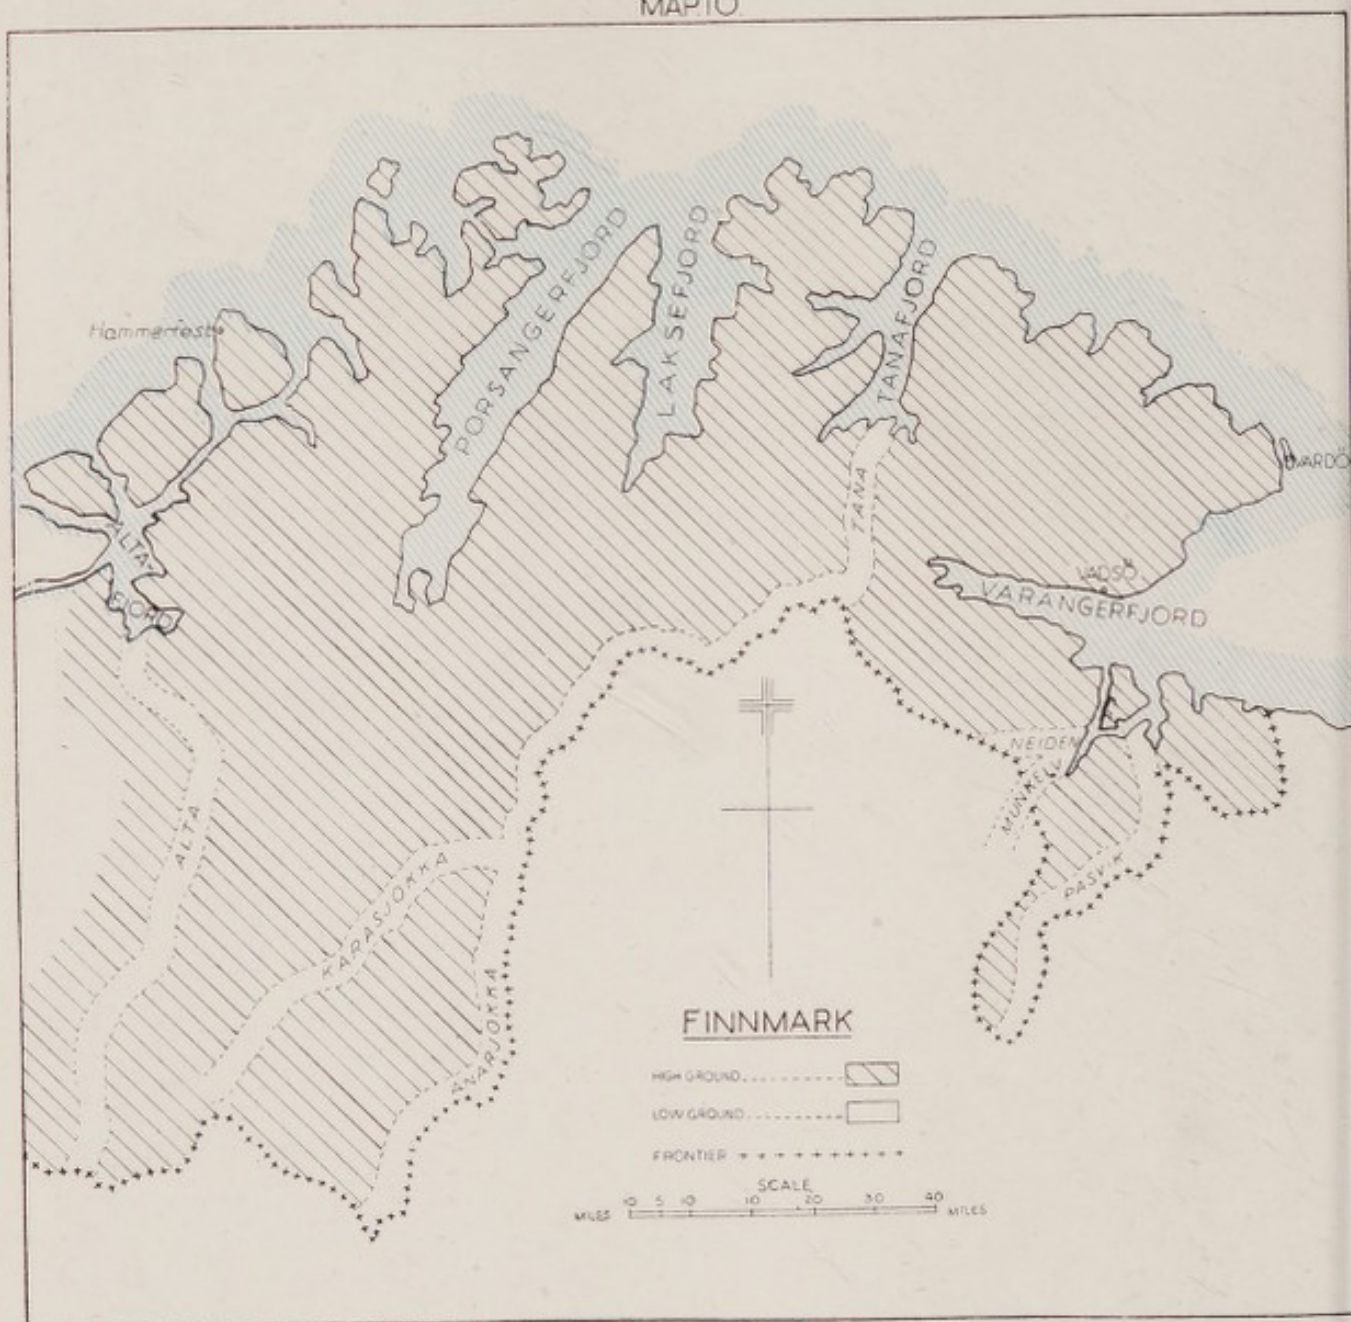 MAP.10.
Hammerfest
PORSANGERFJORD
LAKSEFJORD
TANAFJORD
VARDÖ
ALTA
FJORD
TANA
VADSÖ
VARANGERFJORD
NEIDEN
MUNKELV
PASVIK
ALTA
KARASJOKKA
ANARJOKKA
FINNMARK
HIGH GROUND
LOW GROUND
FRONTIER
SCALE
10 5 0 10 20 30 40
MILES MILES